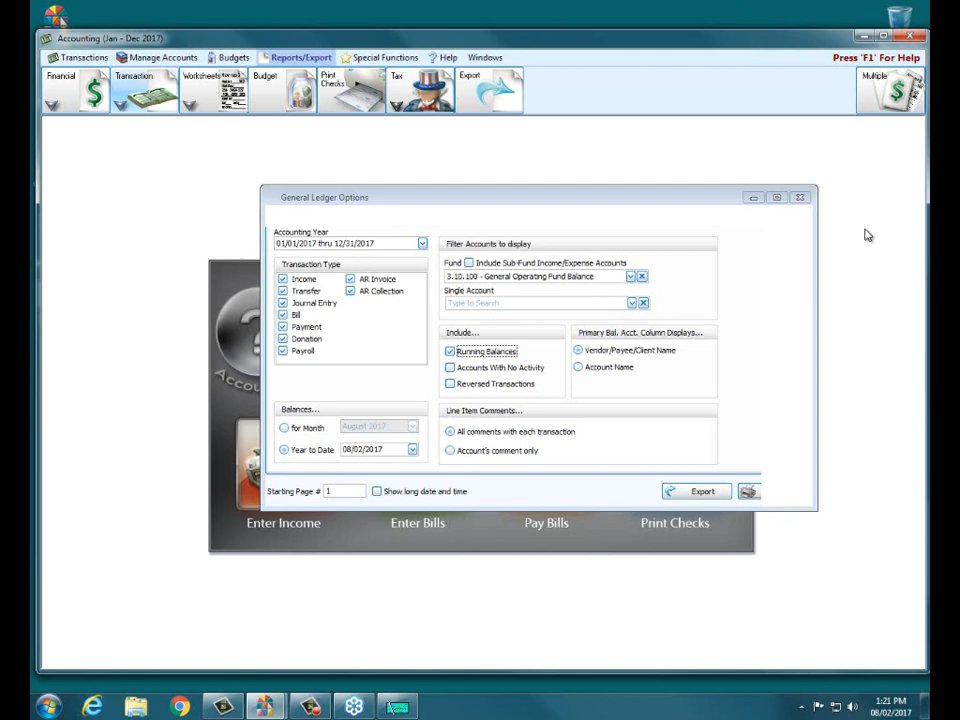 Accounting (Jan - Dec 2017)
Transactions Manage Accounts Budgets Reports/Export Special Functions Help Windows Press 'F1' For Help
Financial Transaction Worksheets Budget Print Checks Tax Export Multiple
General Ledger Options
Accounting Year
01/01/2017 thru 12/31/2017
Transaction Type
Income AR Invoice
Transfer AR Collection
Journal Entry
Bill
Payment
Donation
Payroll
Balances...
for Month August 2017
Year to Date 08/02/2017
Filter Accounts to display
Fund Include Sub-Fund Income/Expense Accounts
3.10.100 - General Operating Fund Balance
Single Account
Type to Search
Include...
Running Balances
Accounts With No Activity
Reversed Transactions
Primary Bal. Acct. Column Displays...
Vendor/Payee/Client Name
Account Name
Line Item Comments...
All comments with each transaction
Account's comment only
Starting Page # 1 Show long date and time Export
Enter Income Enter Bills Pay Bills Print Checks
1:21 PM
08/02/2017